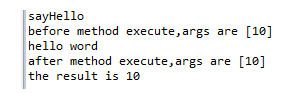 sayHello
before method execute,args are [10]
hello word
after method execute,args are [10]
the result is 10